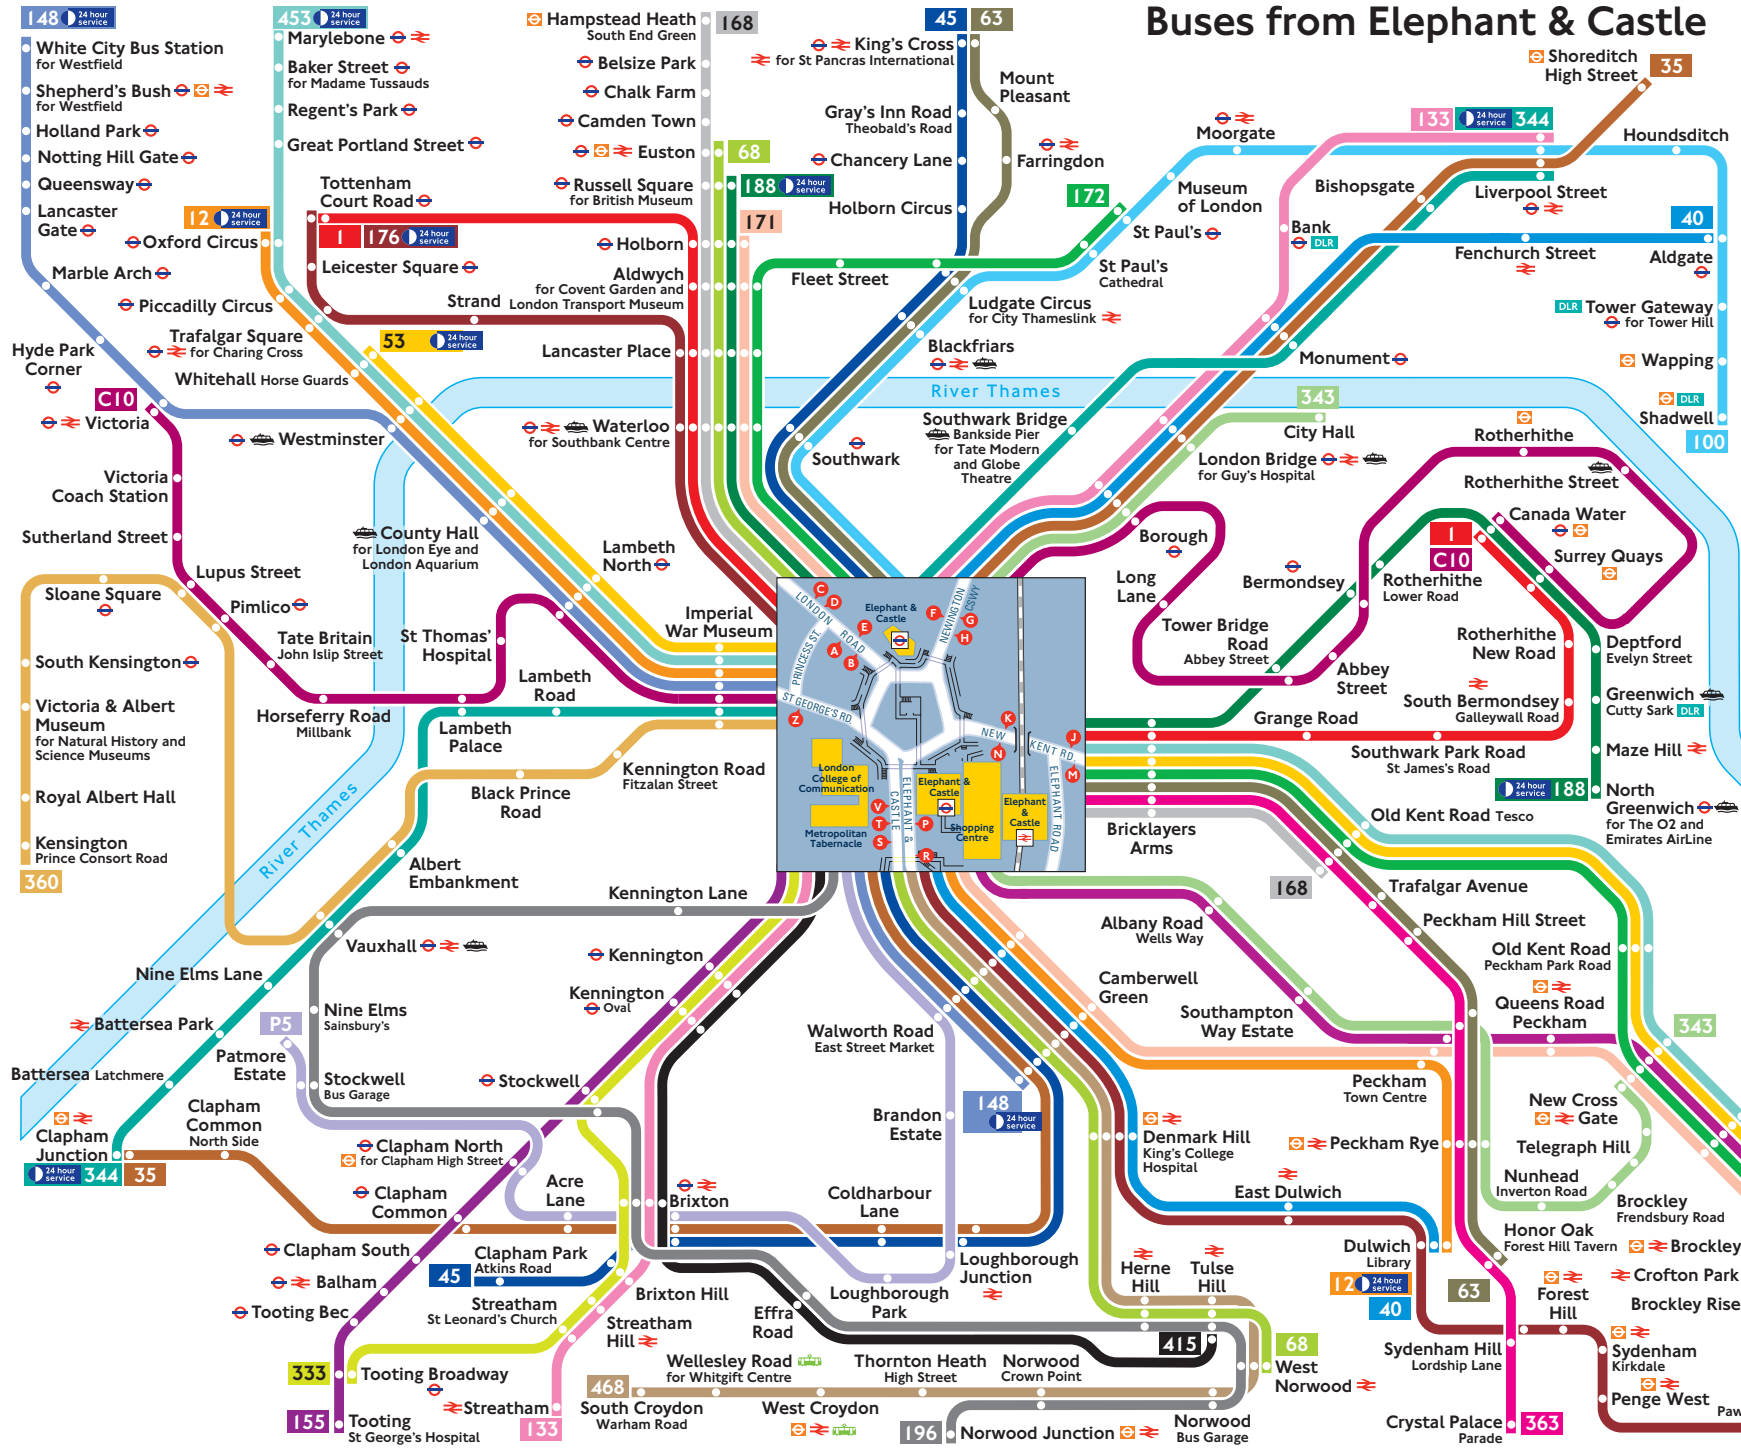 Buses from Elephant & Castle
148
24 hour
service
White City Bus Station
for Westfield
Shepherd's Bush
for Westfield
Holland Park
Notting Hill Gate
Queensway
Lancaster
Gate
Marble Arch
Hyde Park
Corner
453
24 hour
service
Marylebone
Baker Street
for Madame Tussauds
Regent's Park
Great Portland Street
12
24 hour
service
Oxford Circus
Piccadilly Circus
Trafalgar Square
for Charing Cross
Whitehall Horse Guards
Tottenham
Court Road
1
176
24 hour
service
Leicester Square
Strand
53
24 hour
service
Hampstead Heath
South End Green
168
Belsize Park
Chalk Farm
Camden Town
Euston
68
Russell Square
for British Museum
188
24 hour
service
171
Holborn
Aldwych
for Covent Garden and
London Transport Museum
Lancaster Place
Waterloo
for Southbank Centre
45
63
King's Cross
for St Pancras International
Mount
Pleasant
Gray's Inn Road
Theobald's Road
Chancery Lane
Farringdon
Holborn Circus
172
Fleet Street
Moorgate
Museum
of London
St Paul's
St Paul's
Cathedral
Ludgate Circus
for City Thameslink
Blackfriars
River Thames
Southwark
Southwark Bridge
Bankside Pier
for Tate Modern
and Globe
Theatre
Shoreditch
High Street
35
133
24 hour
service
344
Houndsditch
Bishopsgate
Liverpool Street
Bank
DLR
40
Fenchurch Street
Aldgate
DLR
Tower Gateway
for Tower Hill
Monument
Wapping
DLR
Shadwell
100
343
City Hall
London Bridge
for Guy's Hospital
Rotherhithe
Rotherhithe Street
Canada Water
Surrey Quays
1
C10
Borough
Long
Lane
Bermondsey
Rotherhithe
Lower Road
Tower Bridge
Road
Abbey Street
Abbey
Street
Rotherhithe
New Road
South Bermondsey
Galleywall Road
Deptford
Evelyn Street
Greenwich
Cutty Sark
DLR
Maze Hill
24 hour
service
188
North
Greenwich
for The O2 and
Emirates AirLine
Grange Road
Southwark Park Road
St James's Road
C10
Victoria
Westminster
Victoria
Coach Station
Sutherland Street
Lupus Street
Sloane Square
Pimlico
Tate Britain
John Islip Street
St Thomas'
Hospital
County Hall
for London Eye and
London Aquarium
Lambeth
North
Imperial
War Museum
Lambeth
Road
Horseferry Road
Millbank
Lambeth
Palace
South Kensington
Victoria & Albert
Museum
for Natural History and
Science Museums
Royal Albert Hall
Kensington
Prince Consort Road
360
River Thames
Kennington Road
Fitzalan Street
Black Prince
Road
Albert
Embankment
LONDON
ROAD
PRINCESS ST.
ST GEORGE'S RD.
NEWINGTON
CSWY
NEW
KENT RD.
ELEPHANT ROAD
ELEPHANT &
CASTLE
Elephant &
Castle
London
College of
Communication
Metropolitan
Tabernacle
Elephant &
Castle
Shopping
Centre
Elephant
&
Castle
C
D
E
A
B
F
G
H
K
J
N
M
Z
V
T
S
P
R
Bricklayers
Arms
Old Kent Road Tesco
168
Trafalgar Avenue
Peckham Hill Street
Old Kent Road
Peckham Park Road
Queens Road
Peckham
343
Albany Road
Wells Way
Camberwell
Green
Southampton
Way Estate
Peckham
Town Centre
New Cross
Gate
Telegraph Hill
Peckham Rye
Nunhead
Inverton Road
Brockley
Frendsbury Road
Kennington Lane
Vauxhall
Nine Elms Lane
Battersea Park
Battersea Latchmere
Clapham
Junction
24 hour
service
344
35
Nine Elms
Sainsbury's
P5
Patmore
Estate
Stockwell
Bus Garage
Clapham
Common
North Side
Kennington
Kennington
Oval
Stockwell
Clapham North
for Clapham High Street
Clapham
Common
Clapham South
Balham
Tooting Bec
333
Tooting Broadway
155
Tooting
St George's Hospital
Acre
Lane
Brixton
45
Clapham Park
Atkins Road
Streatham
St Leonard's Church
Streatham
Hill
Brixton Hill
Streatham
133
Walworth Road
East Street Market
Brandon
Estate
148
24 hour
service
Coldharbour
Lane
Loughborough
Junction
Loughborough
Park
Effra
Road
Denmark Hill
King's College
Hospital
East Dulwich
Dulwich
Library
12
24 hour
service
40
63
Honor Oak
Forest Hill Tavern
Brockley
Crofton Park
Forest
Hill
Brockley Rise
Herne
Hill
Tulse
Hill
415
68
West
Norwood
Sydenham Hill
Lordship Lane
Sydenham
Kirkdale
Penge West
Paw
Crystal Palace
Parade
363
468
South Croydon
Warham Road
Wellesley Road
for Whitgift Centre
West Croydon
Thornton Heath
High Street
Norwood
Crown Point
196
Norwood Junction
Norwood
Bus Garage